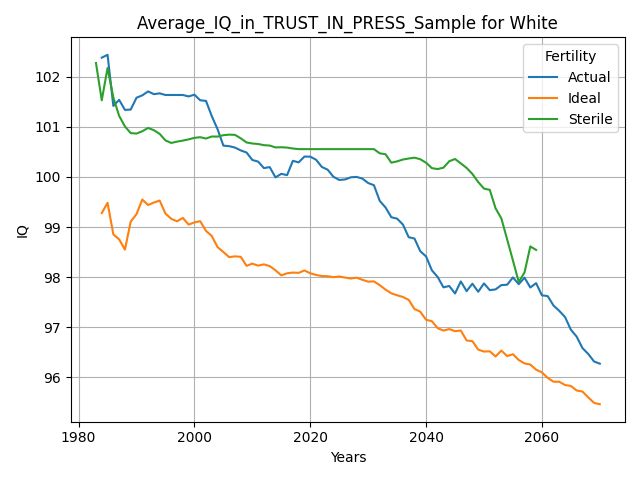 Average_IQ_in_TRUST_IN_PRESS_Sample for White
Fertility
Actual
Ideal
Sterile
102
101
100
99
98
97
96
IQ
1980
2000
2020
2040
2060
Years